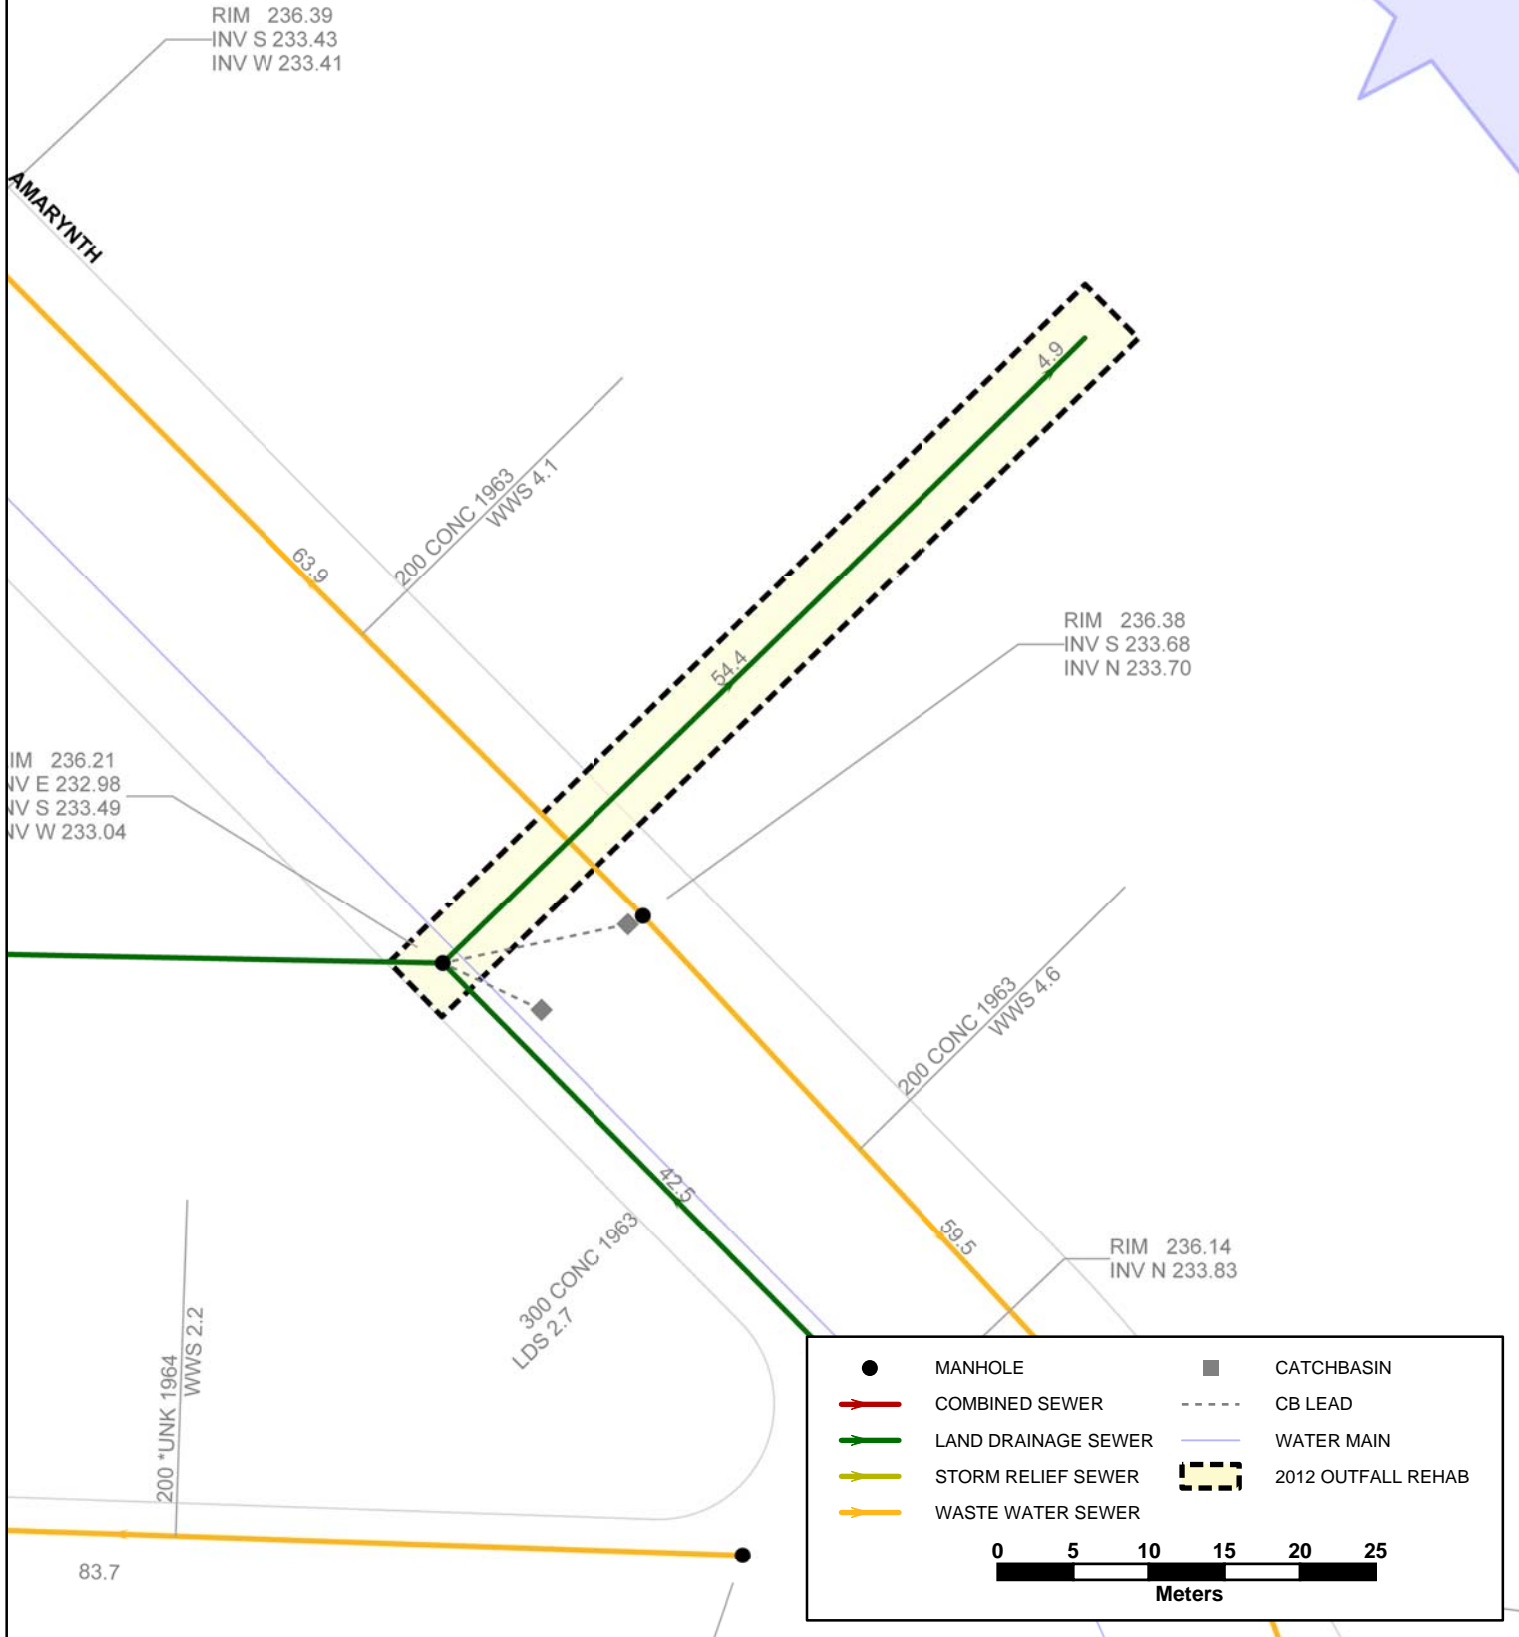 RIM 236.39
INV S 233.43
INV W 233.41
AMARYNTH
4.9
200 CONC 1963
WWS 4.1
63.9
54.4
RIM 236.38
INV S 233.68
INV N 233.70
IM 236.21
NV E 232.98
NV S 233.49
NV W 233.04
200 CONC 1963
WWS 4.6
42.5
59.5
300 CONC 1963
LDS 2.7
RIM 236.14
INV N 233.83
200 *UNK 1964
WWS 2.2
83.7
MANHOLE
COMBINED SEWER
LAND DRAINAGE SEWER
STORM RELIEF SEWER
WASTE WATER SEWER
CATCHBASIN
CB LEAD
WATER MAIN
2012 OUTFALL REHAB
0 5 10 15 20 25
Meters